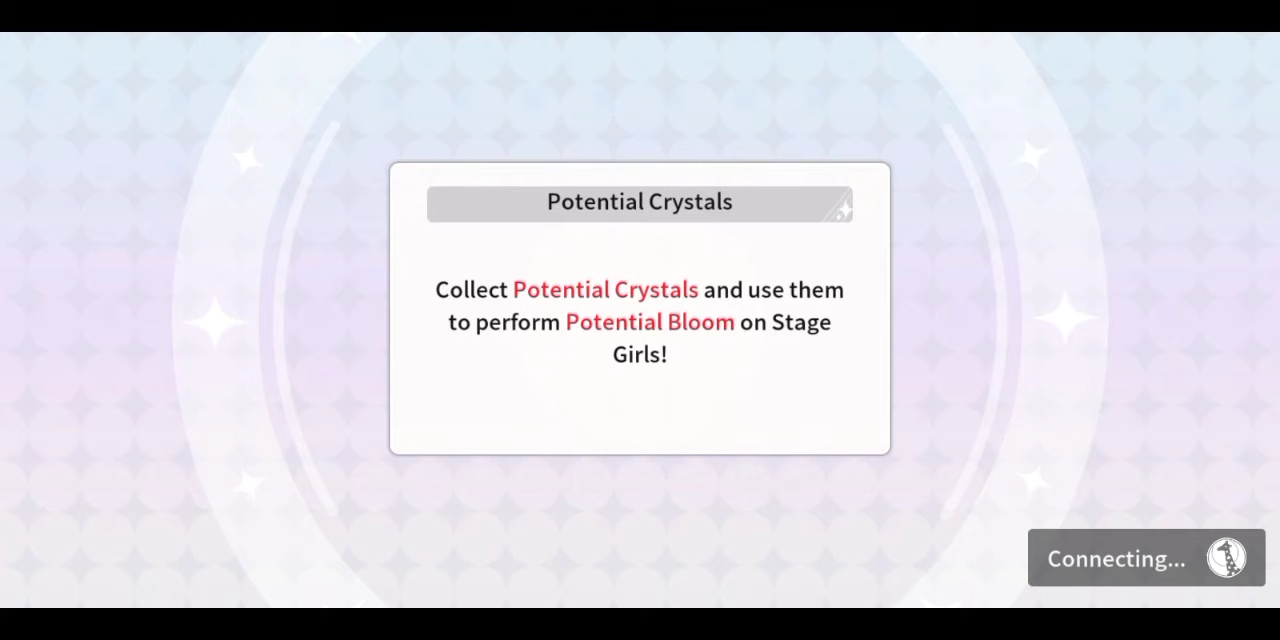 Potential Crystals
Collect Potential Crystals and use them
to perform Potential Bloom on Stage
Girls!
Connecting...